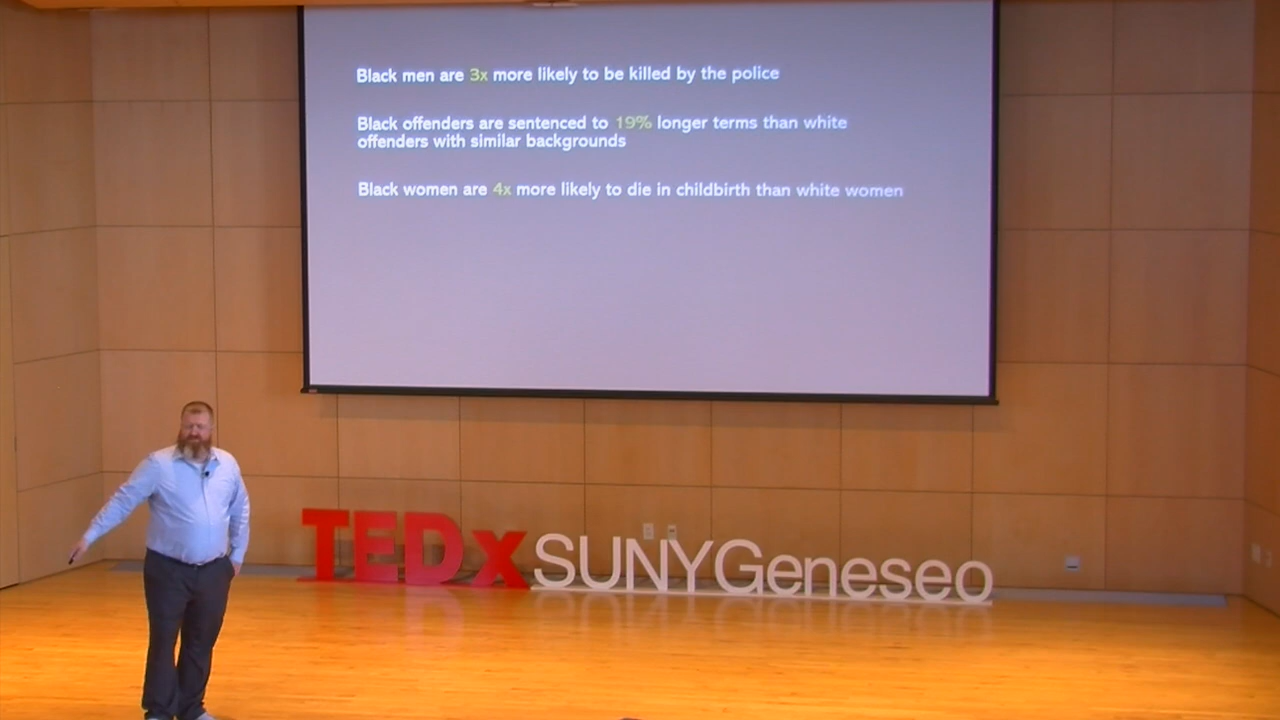 Black men are 3x more likely to be killed by the police
Black offenders are sentenced to 19% longer terms than white
offenders with similar backgrounds
Black women are 4x more likely to die in childbirth than white women
TEDxSUNYGeneseo